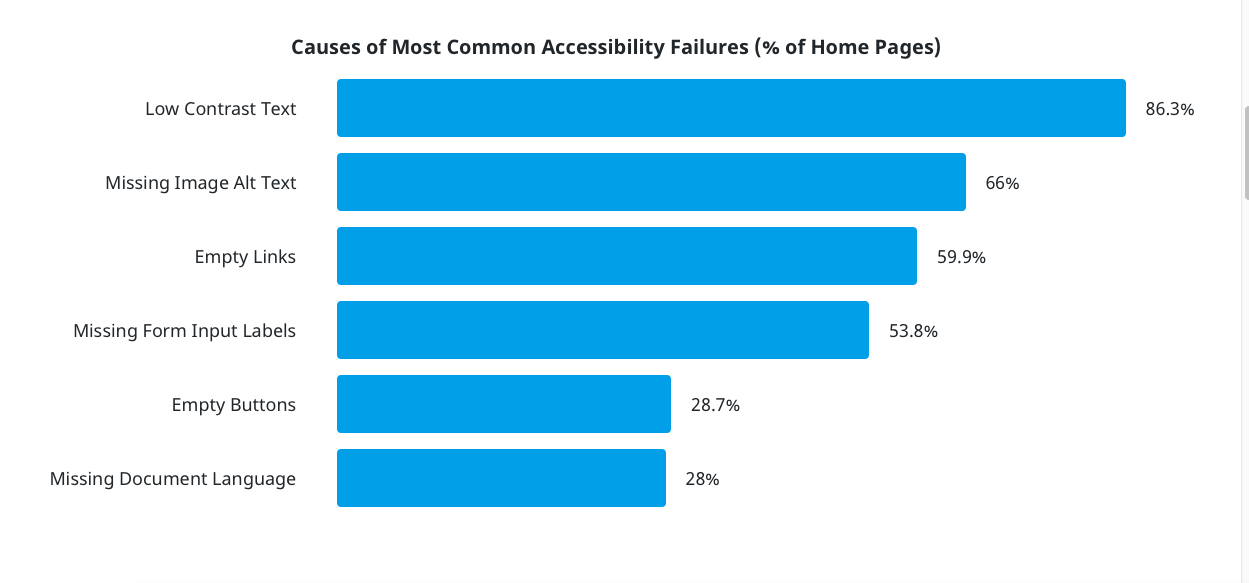 Causes of Most Common Accessibility Failures (% of Home Pages)
Low Contrast Text 86.3%
Missing Image Alt Text 66%
Empty Links 59.9%
Missing Form Input Labels 53.8%
Empty Buttons 28.7%
Missing Document Language 28%